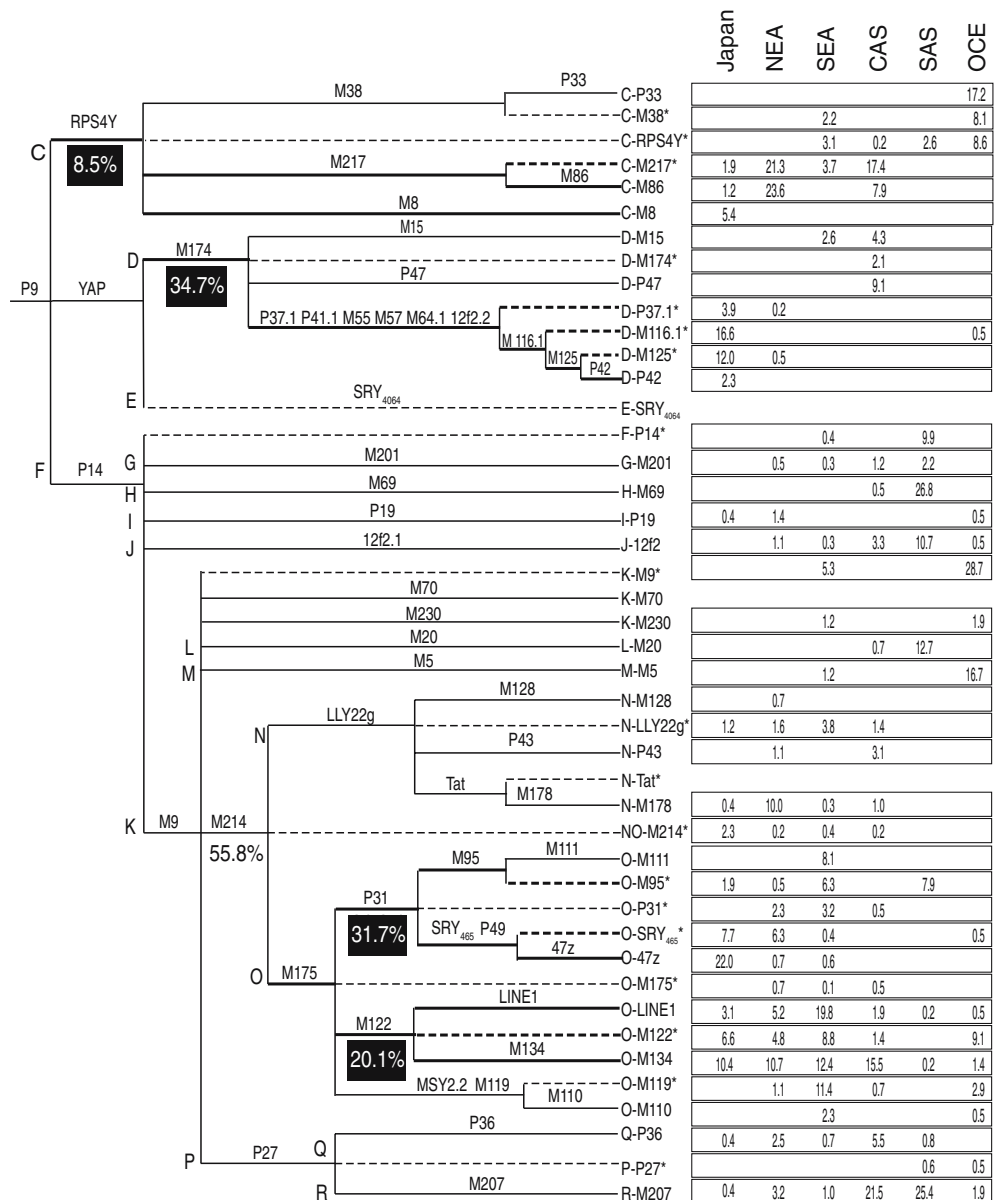 Japan NEA SEA CAS SAS OCE
P33
M38
C-P33 17.2
C-M38* 2.2 8.1
RPS4Y
C-RPS4Y* 3.1 0.2 2.6 8.6
C
8.5%
M217
C-M217* 1.9 21.3 3.7 17.4
M86
C-M86 1.2 23.6 7.9
M8
C-M8 5.4
M15
D-M15 2.6 4.3
D M174
D-M174* 2.1
34.7%
P47
D-P47 9.1
P9 YAP
P37.1 P41.1 M55 M57 M64.1 12f2.2
D-P37.1* 3.9 0.2
M 116.1
D-M116.1* 16.6 0.5
M125
D-M125* 12.0 0.5
P42
D-P42 2.3
E
SRY4064
E-SRY4064
F-P14* 0.4 9.9
F P14
G M201
G-M201 0.5 0.3 1.2 2.2
H M69
H-M69 0.5 26.8
I P19
I-P19 0.4 1.4 0.5
J 12f2.1
J-12f2 1.1 0.3 3.3 10.7 0.5
K-M9* 5.3 28.7
M70
K-M70
M230
K-M230 1.2 1.9
L M20
L-M20 0.7 12.7
M M5
M-M5 1.2 16.7
M128
N-M128 0.7
N LLY22g
N-LLY22g* 1.2 1.6 3.8 1.4
P43
N-P43 1.1 3.1
Tat
N-Tat*
M178
N-M178 0.4 10.0 0.3 1.0
K M9 M214
NO-M214* 2.3 0.2 0.4 0.2
55.8%
M95 M111
O-M111 8.1
O-M95* 1.9 0.5 6.3 7.9
P31
O-P31* 2.3 3.2 0.5
31.7%
SRY465 P49
O-SRY465* 7.7 6.3 0.4 0.5
47z
O-47z 22.0 0.7 0.6
O M175
O-M175* 0.7 0.1 0.5
LINE1
O-LINE1 3.1 5.2 19.8 1.9 0.2 0.5
M122
O-M122* 6.6 4.8 8.8 1.4 9.1
20.1%
M134
O-M134 10.4 10.7 12.4 15.5 0.2 1.4
MSY2.2 M119
O-M119* 1.1 11.4 0.7 2.9
M110
O-M110 2.3 0.5
P36
Q-P36 0.4 2.5 0.7 5.5 0.8
P P27 Q
P-P27* 0.6 0.5
R M207
R-M207 0.4 3.2 1.0 21.5 25.4 1.9